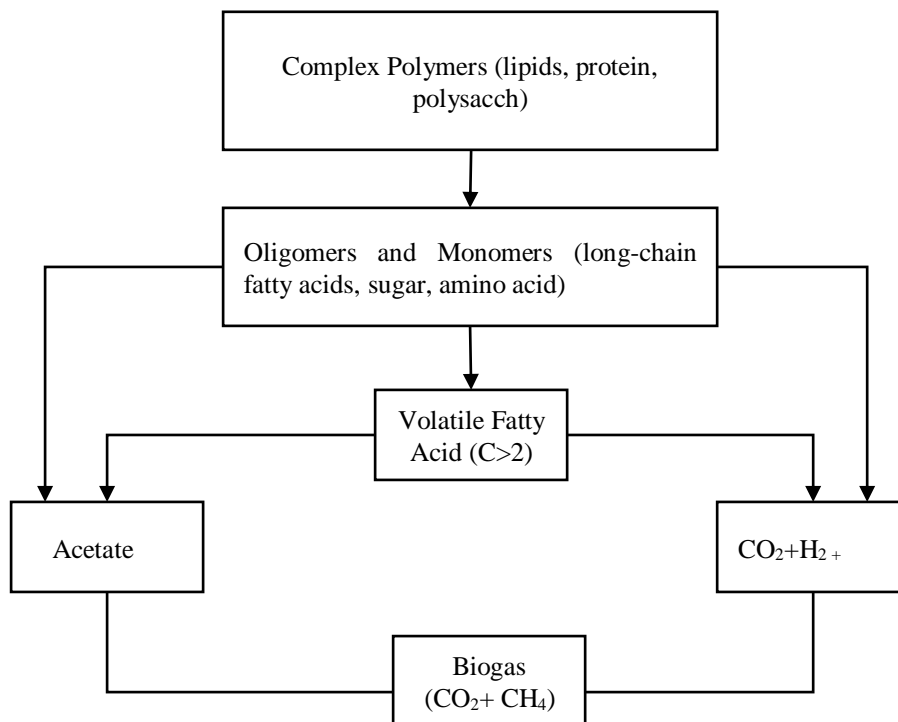 Complex Polymers (lipids, protein,
polysacch)
Oligomers and Monomers (long-chain
fatty acids, sugar, amino acid)
Volatile Fatty
Acid (C>2)
Acetate
CO₂+H₂ +
Biogas
(CO₂+ CH₄)